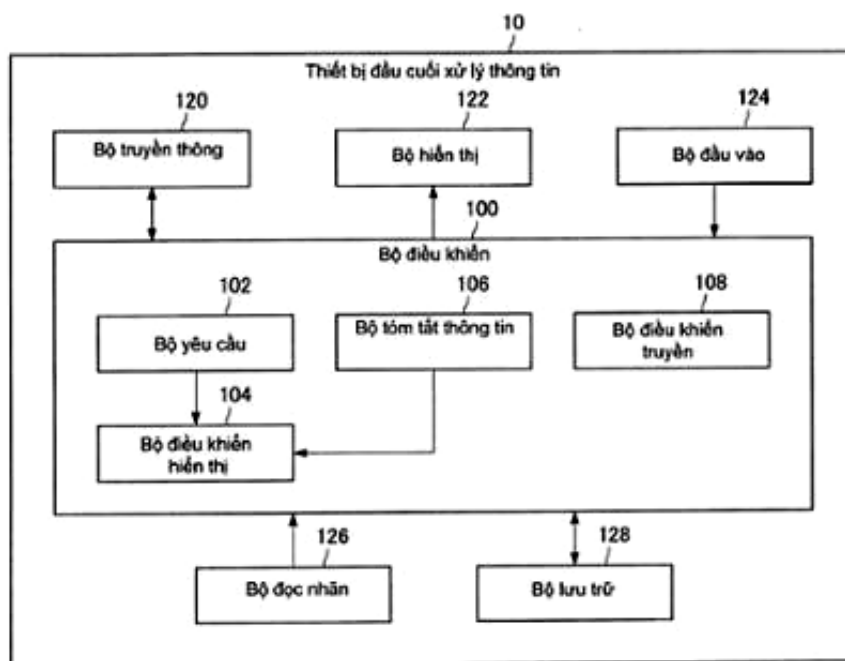 10
Thiết bị đầu cuối xử lý thông tin
120
122
124
Bộ truyền thông
Bộ hiển thị
Bộ đầu vào
100
Bộ điều khiển
102
106
108
Bộ yêu cầu
Bộ tóm tắt thông tin
Bộ điều khiển
truyền
104
Bộ điều khiển
hiển thị
126
128
Bộ đọc nhãn
Bộ lưu trữ